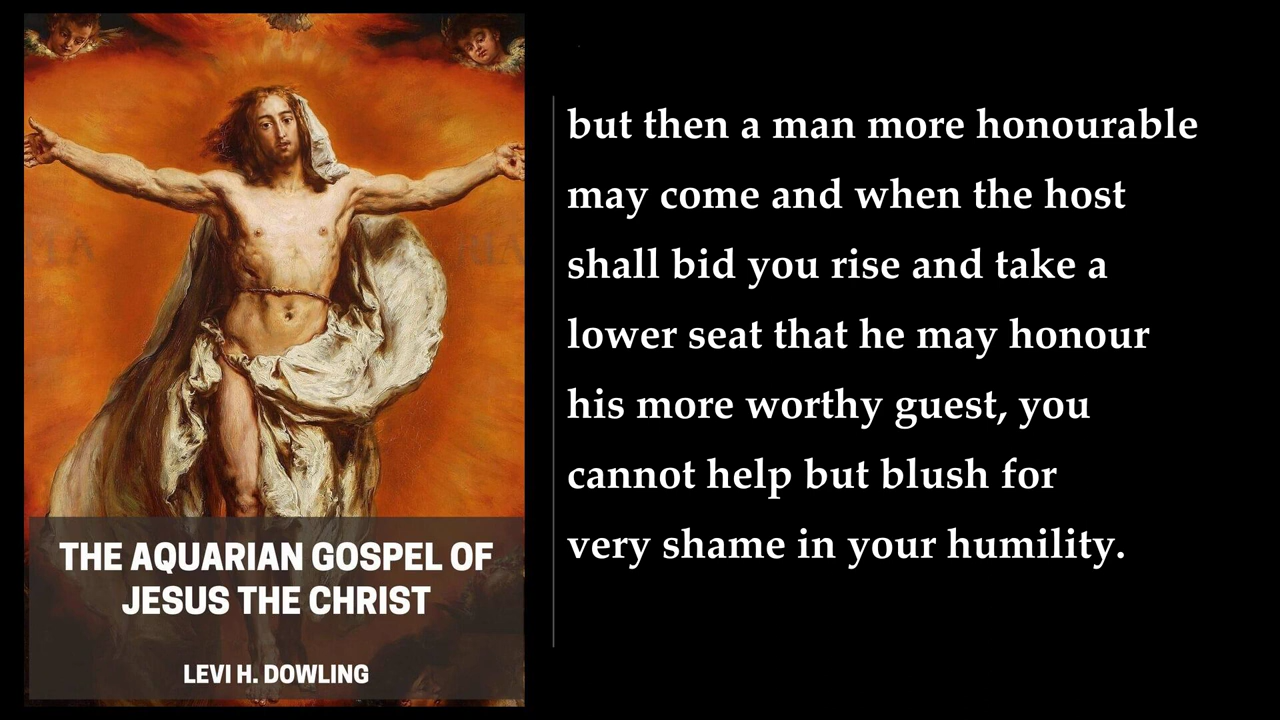 THE AQUARIAN GOSPEL OF
JESUS THE CHRIST
LEVI H. DOWLING
but then a man more honourable
may come and when the host
shall bid you rise and take a
lower seat that he may honour
his more worthy guest, you
cannot help but blush for
very shame in your humility.